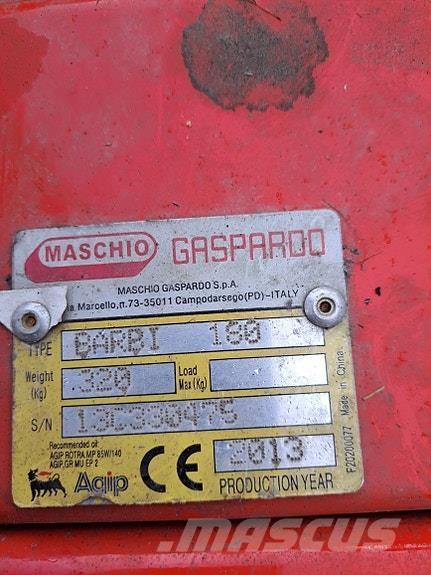 MASCHIO GASPARDO
MASCHIO GASPARDO S.p.A.
Marcello,n.73-35011 Campodarsego(PD)-ITALY
TYPE BARBI 180
Weight (Kg) 320 Load Max (Kg)
S/N
Recommended oil:
AGIP ROTRA MP 85W/140
AGIP, GR MU EP 2
Agip CE 2013
PRODUCTION YEAR
F20200077 Made in China
MASCUS